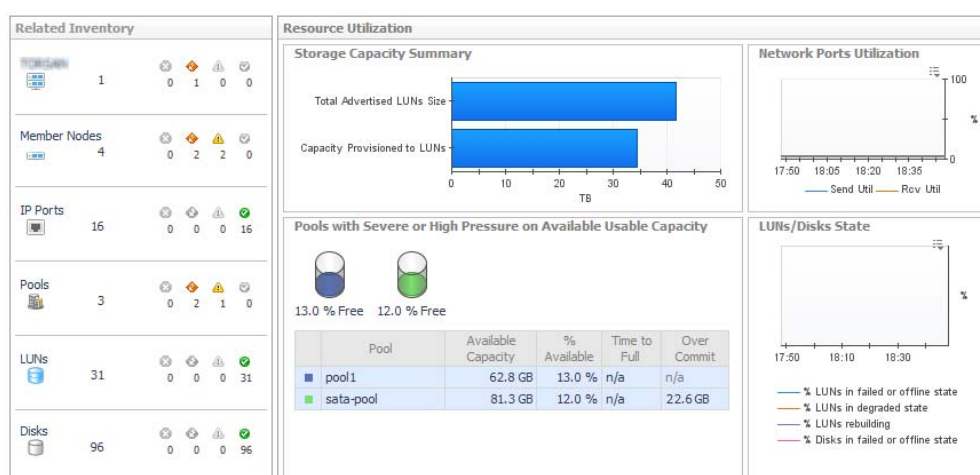 Related Inventory
1
0 1 0 0
Member Nodes
4
0 2 2 0
IP Ports
16
0 0 0 16
Pools
3
0 2 1 0
LUNs
31
0 0 0 31
Disks
96
0 0 0 96
Resource Utilization
Storage Capacity Summary
Total Advertised LUNs Size
Capacity Provisioned to LUNs
0 10 20 30 40 50
TB
Network Ports Utilization
100
%
0
17:50 18:05 18:20 18:35
Send Util Rcv Util
Pools with Severe or High Pressure on Available Usable Capacity
13.0 % Free 12.0 % Free
Pool Available Capacity % Available Time to Full Over Commit
pool1 62.8 GB 13.0 % n/a n/a
sata-pool 81.3 GB 12.0 % n/a 22.6 GB
LUNs/Disks State
%
17:50 18:10 18:30
% LUNs in failed or offline state
% LUNs in degraded state
% LUNs rebuilding
% Disks in failed or offline state